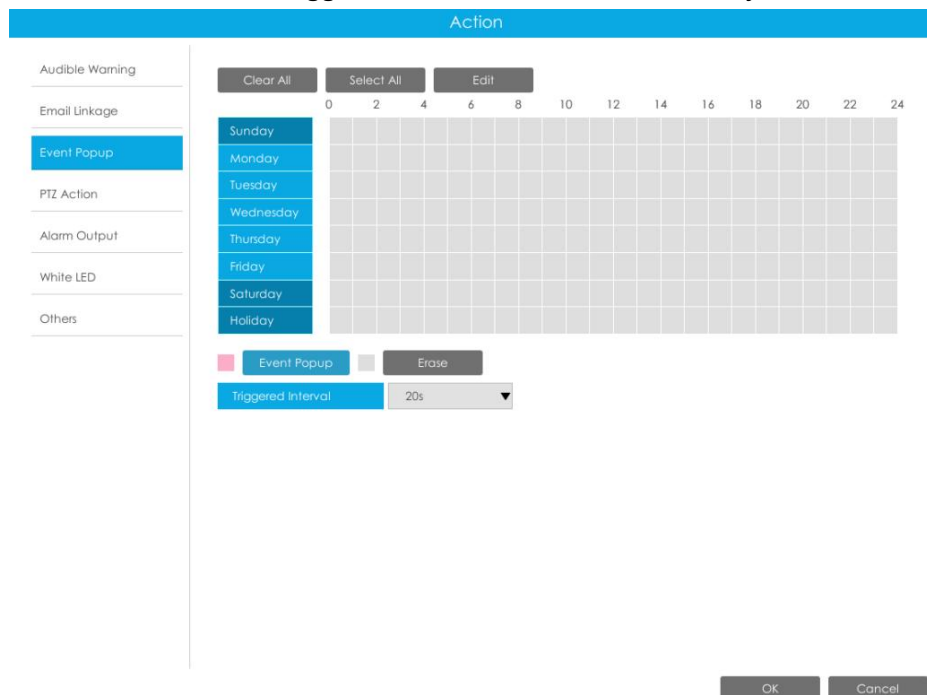 Action
Audible Warning
Email Linkage
Event Popup
PTZ Action
Alarm Output
White LED
Others
Clear All Select All Edit
0 2 4 6 8 10 12 14 16 18 20 22 24
Sunday
Monday
Tuesday
Wednesday
Thursday
Friday
Saturday
Holiday
Event Popup Erase
Triggered Interval 20s
OK Cancel